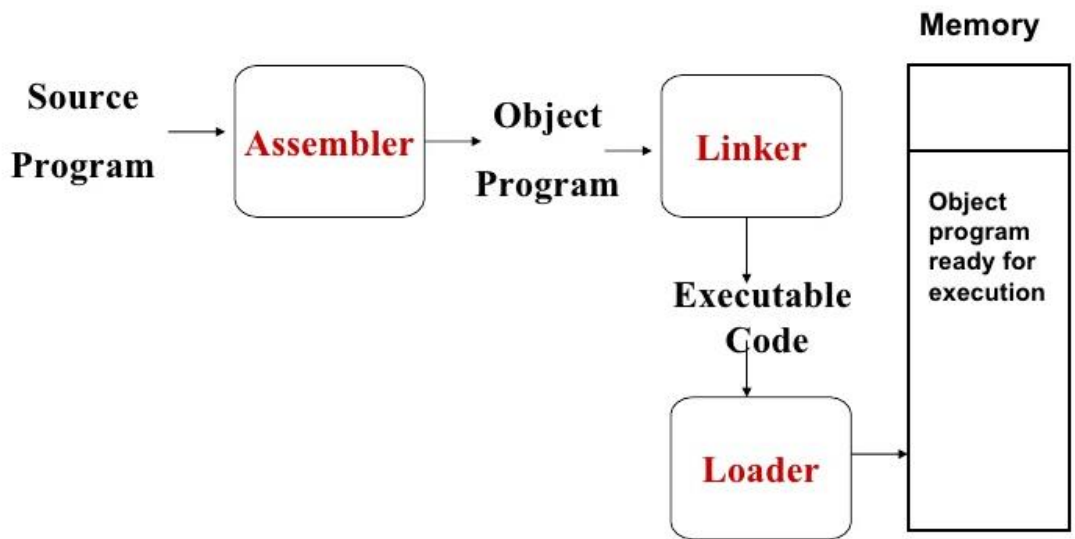 Memory
Source
Program
Assembler
Object
Program
Linker
Executable
Code
Loader
Object
program
ready for
execution